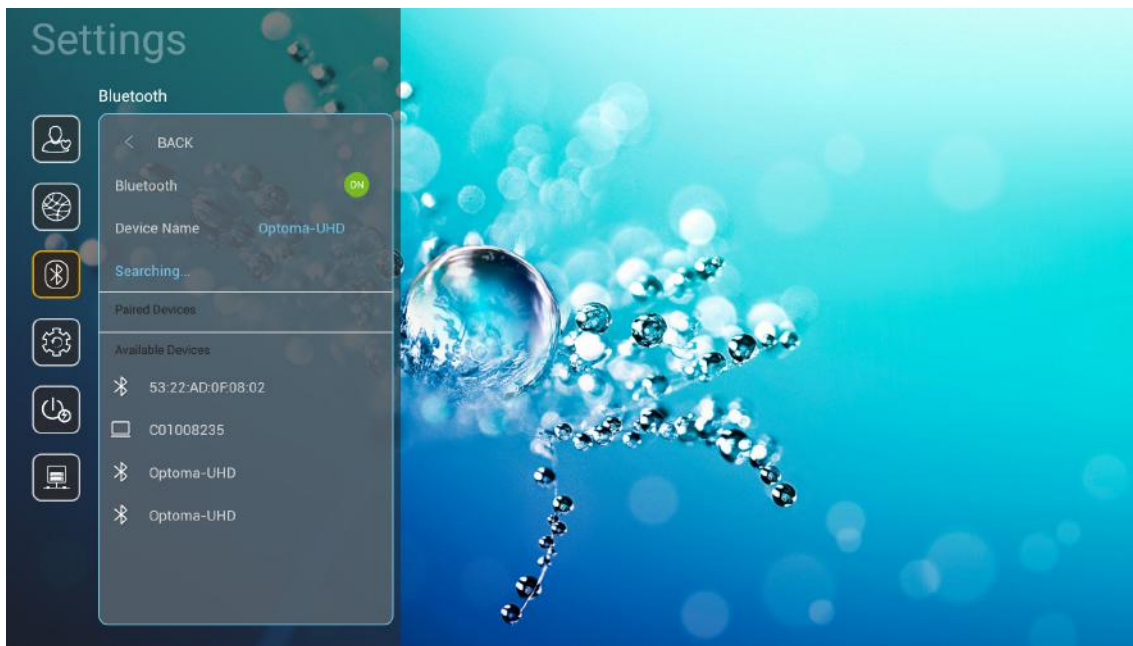 Settings
Bluetooth
BACK
Bluetooth ON
Device Name Optoma-UHD
Searching...
Paired Devices
Available Devices
53:22:AD:0F:08:02
C01008235
Optoma-UHD
Optoma-UHD